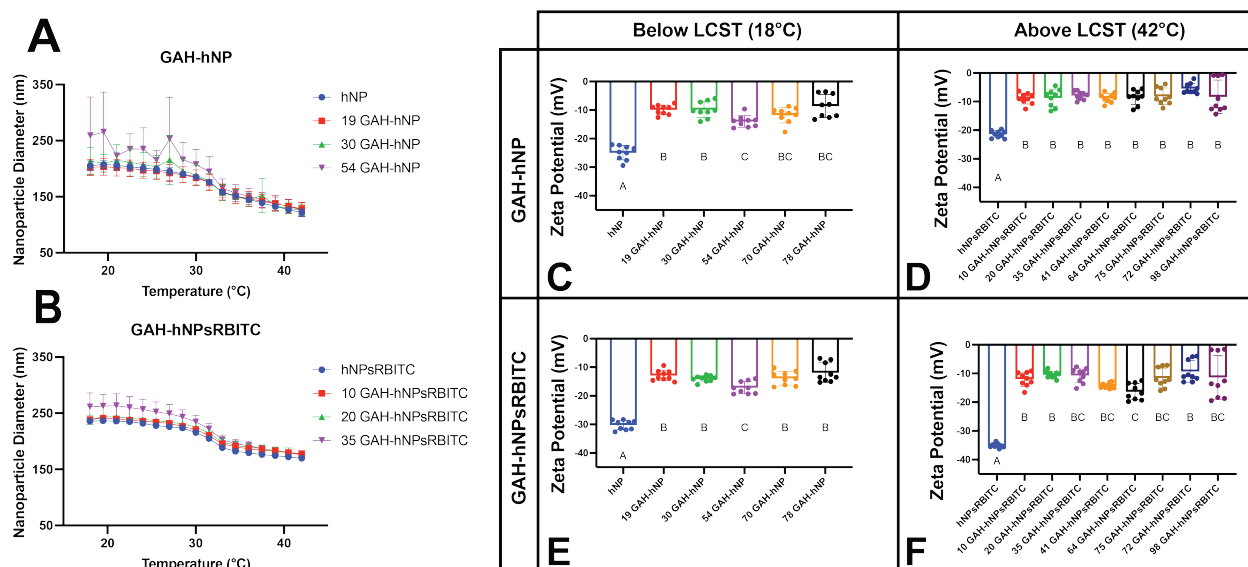 A
GAH-hNP
Nanoparticle Diameter (nm)
350
250
150
50
20
30
40
Temperature (°C)
hNP
19 GAH-hNP
30 GAH-hNP
54 GAH-hNP
B
GAH-hNPsRBITC
Nanoparticle Diameter (nm)
350
250
150
50
20
30
40
Temperature (°C)
hNPsRBITC
10 GAH-hNPsRBITC
20 GAH-hNPsRBITC
35 GAH-hNPsRBITC
Below LCST (18°C)
Above LCST (42°C)
GAH-hNP
Zeta Potential (mV)
0
-10
-20
-30
-40
A
B
B
C
BC
BC
hNP
19 GAH-hNP
30 GAH-hNP
54 GAH-hNP
70 GAH-hNP
78 GAH-hNP
C
Zeta Potential (mV)
0
-10
-20
-30
-40
A
B
B
B
B
B
B
B
B
hNPsRBITC
10 GAH-hNPsRBITC
20 GAH-hNPsRBITC
35 GAH-hNPsRBITC
41 GAH-hNPsRBITC
64 GAH-hNPsRBITC
75 GAH-hNPsRBITC
72 GAH-hNPsRBITC
98 GAH-hNPsRBITC
D
GAH-hNPsRBITC
Zeta Potential (mV)
0
-10
-20
-30
-40
A
B
B
C
B
B
hNP
19 GAH-hNP
30 GAH-hNP
54 GAH-hNP
70 GAH-hNP
78 GAH-hNP
E
Zeta Potential (mV)
0
-10
-20
-30
-40
A
B
B
BC
BC
C
BC
B
BC
hNPsRBITC
10 GAH-hNPsRBITC
20 GAH-hNPsRBITC
35 GAH-hNPsRBITC
41 GAH-hNPsRBITC
64 GAH-hNPsRBITC
75 GAH-hNPsRBITC
72 GAH-hNPsRBITC
98 GAH-hNPsRBITC
F